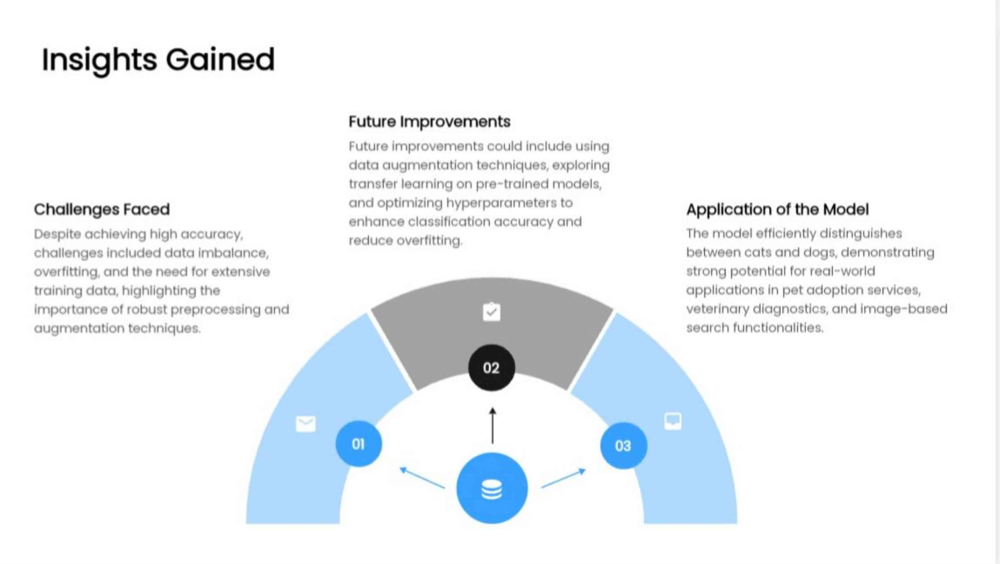 Insights Gained
Challenges Faced
Despite achieving high accuracy,
challenges included data imbalance,
overfitting, and the need for extensive
training data, highlighting the
importance of robust preprocessing and
augmentation techniques.
Future Improvements
Future improvements could include using
data augmentation techniques, exploring
transfer learning on pre-trained models,
and optimizing hyperparameters to
enhance classification accuracy and
reduce overfitting.
Application of the Model
The model efficiently distinguishes
between cats and dogs, demonstrating
strong potential for real-world
applications in pet adoption services,
veterinary diagnostics, and image-based
search functionalities.
01
02
03